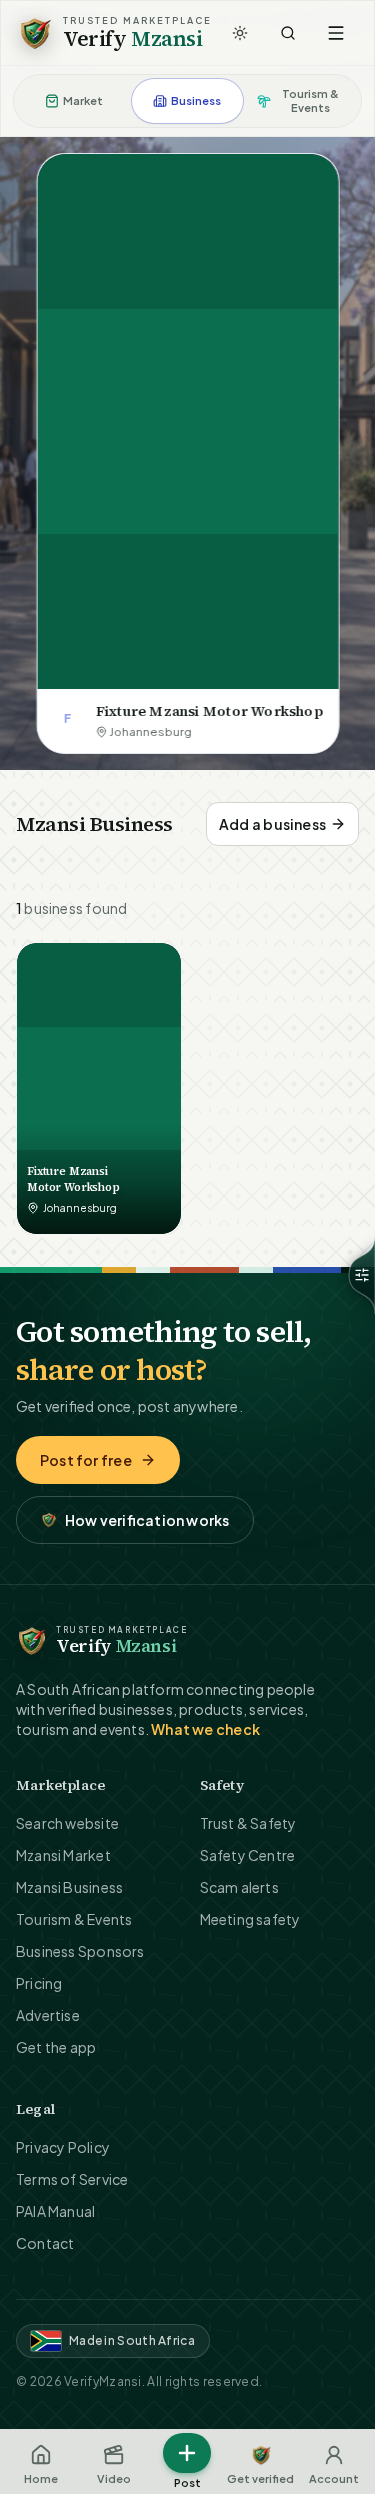 TRUSTED MARKETPLACE
Verify Mzansi
Market
Business
Tourism &
Events
F
Fixture Mzansi Motor Workshop
Johannesburg
Mzansi Business
Add a business
1 business found
Fixture Mzansi
Motor Workshop
Johannesburg
Got something to sell,
share or host?
Get verified once, post anywhere.
Post for free
How verification works
TRUSTED MARKETPLACE
Verify Mzansi
A South African platform connecting people
with verified businesses, products, services,
tourism and events. What we check
Marketplace
Search website
Mzansi Market
Mzansi Business
Tourism & Events
Business Sponsors
Pricing
Advertise
Get the app
Safety
Trust & Safety
Safety Centre
Scam alerts
Meeting safety
Legal
Privacy Policy
Terms of Service
PAIA Manual
Contact
Made in South Africa
© 2026 VerifyMzansi. All rights reserved.
Home
Video
Post
Get verified
Account